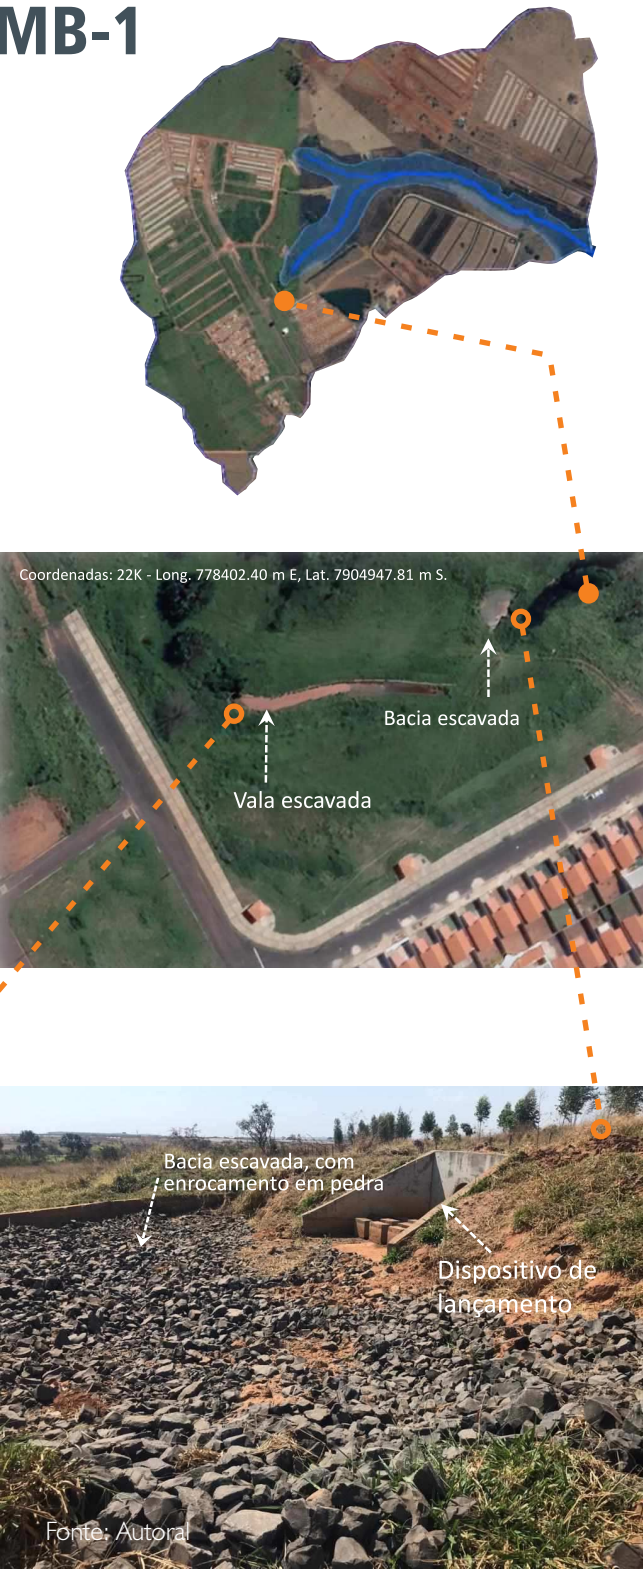 MB-1
Coordenadas: 22K - Long. 778402.40 m E, Lat. 7904947.81 m S.
Bacia escavada
Vala escavada
Bacia escavada, com
enrocamento em pedra
Dispositivo de
lançamento
Fonte: Autoral